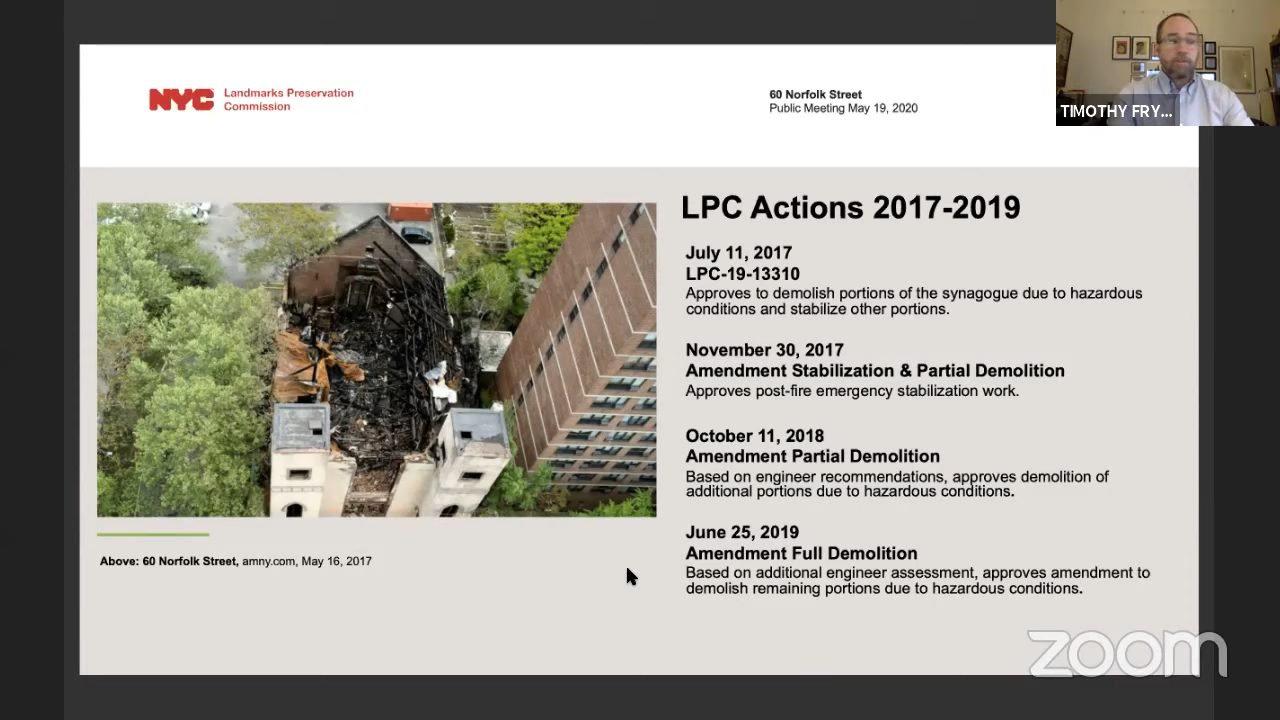 NYC Landmarks Preservation
Commission
60 Norfolk Street
Public Meeting May 19, 2020
TIMOTHY FRY...
LPC Actions 2017-2019
July 11, 2017
LPC-19-13310
Approves to demolish portions of the synagogue due to hazardous
conditions and stabilize other portions.
November 30, 2017
Amendment Stabilization & Partial Demolition
Approves post-fire emergency stabilization work.
October 11, 2018
Amendment Partial Demolition
Based on engineer recommendations, approves demolition of
additional portions due to hazardous conditions.
June 25, 2019
Amendment Full Demolition
Based on additional engineer assessment, approves amendment to
demolish remaining portions due to hazardous conditions.
Above: 60 Norfolk Street, amny.com, May 16, 2017
zoom